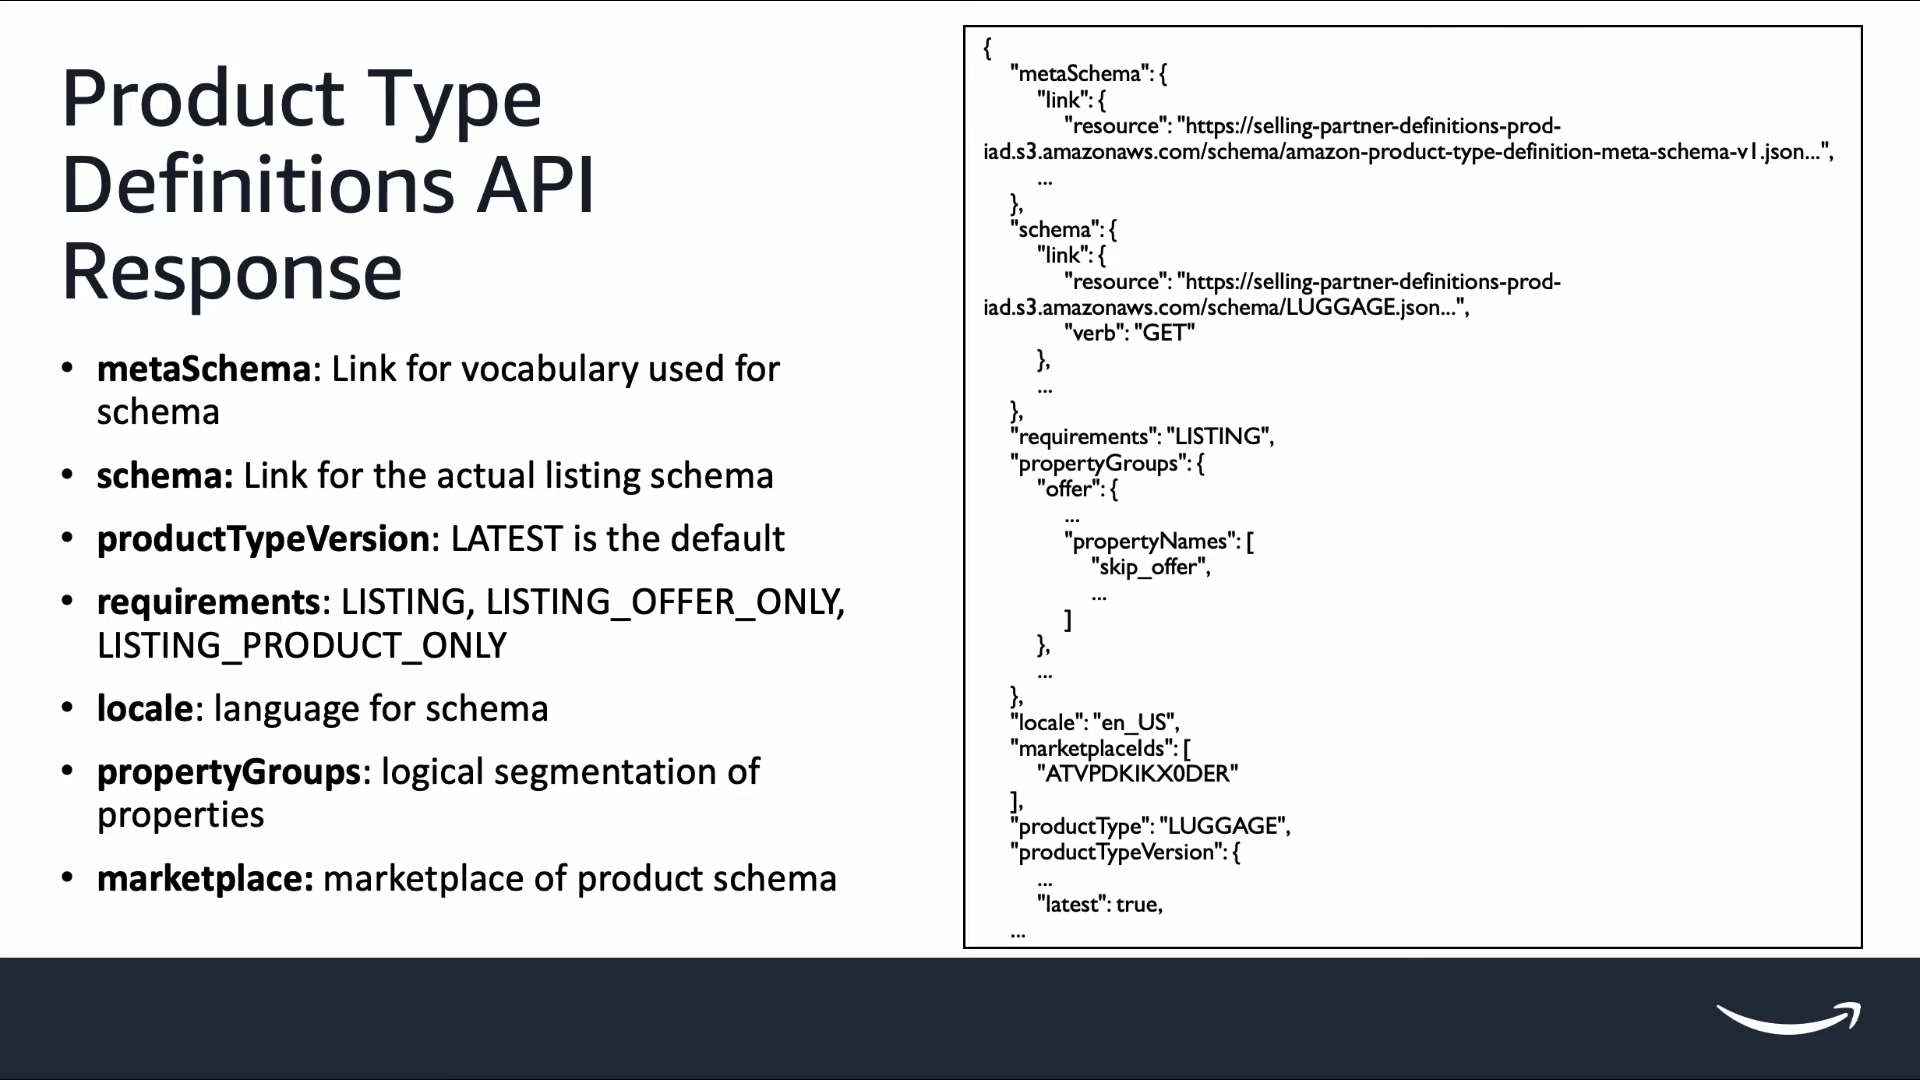 Product Type
Definitions API
Response
• metaSchema: Link for vocabulary used for
schema
• schema: Link for the actual listing schema
• productTypeVersion: LATEST is the default
• requirements: LISTING, LISTING_OFFER_ONLY,
LISTING_PRODUCT_ONLY
• locale: language for schema
• propertyGroups: logical segmentation of
properties
• marketplace: marketplace of product schema
{
"metaSchema": {
"link": {
"resource": "https://selling-partner-definitions-prod-
iad.s3.amazonaws.com/schema/amazon-product-type-definition-meta-schema-v1.json...",
...
},
"schema": {
"link": {
"resource": "https://selling-partner-definitions-prod-
iad.s3.amazonaws.com/schema/LUGGAGE.json...",
"verb": "GET"
},
...
},
"requirements": "LISTING",
"propertyGroups": {
"offer": {
...
"propertyNames": [
"skip_offer",
...
]
},
...
},
"locale": "en_US",
"marketplaceIds": [
"ATVPDKIKX0DER"
],
"productType": "LUGGAGE",
"productTypeVersion": {
...
"latest": true,
...